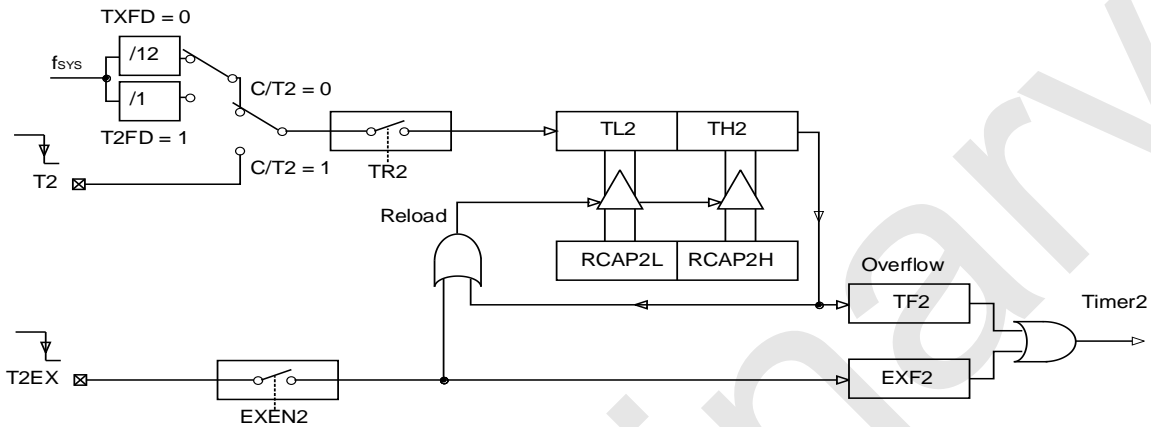 TXFD = 0
fSYS
/12
C/T2 = 0
/1
TL2
TH2
T2FD = 1
T2
C/T2 = 1
TR2
Reload
RCAP2L
RCAP2H
Overflow
TF2
Timer2
T2EX
EXF2
EXEN2